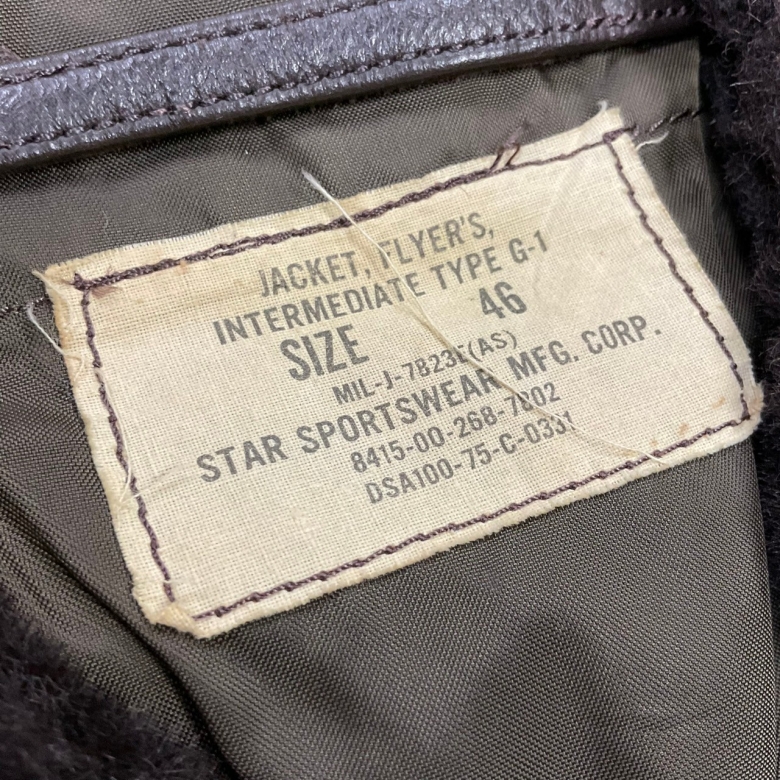 JACKET, FLYER'S,
INTERMEDIATE TYPE G-1
SIZE 46
MIL-J-7823E(AS)
STAR SPORTSWEAR MFG. CORP.
8415-00-268-7802
DSA100-75-C-0331